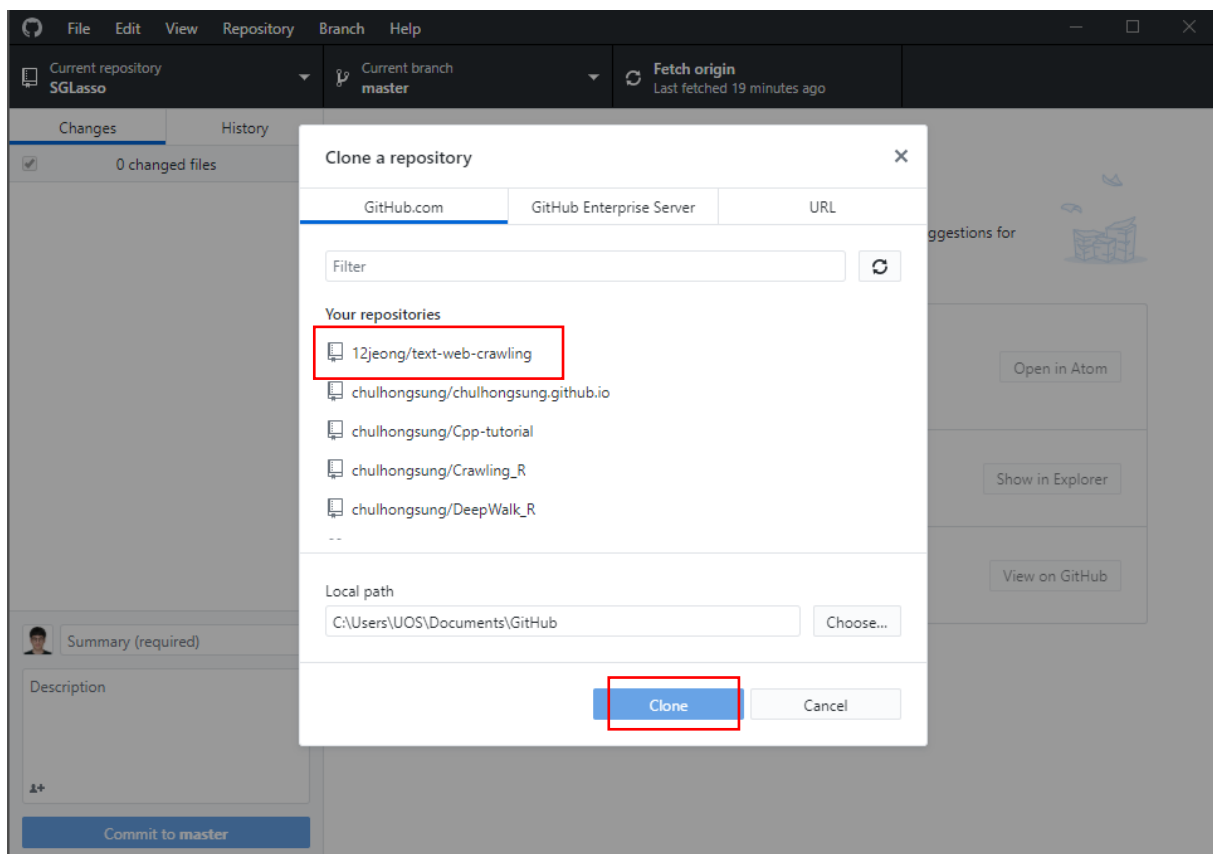 File Edit View Repository Branch Help
Current repository
SGLasso
Current branch
master
Fetch origin
Last fetched 19 minutes ago
Changes History
0 changed files
Clone a repository
GitHub.com GitHub Enterprise Server URL
Filter
Your repositories
12jeong/text-web-crawling
chulhongsung/chulhongsung.github.io
chulhongsung/Cpp-tutorial
chulhongsung/Crawling_R
chulhongsung/DeepWalk_R
Local path
C:\Users\UOS\Documents\GitHub Choose...
Clone Cancel
ggestions for
Open in Atom
Show in Explorer
View on GitHub
Summary (required)
Description
Commit to master